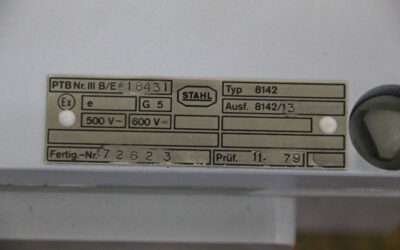 PTB Nr. III B/E 18431 STAHL Typ 8142
Ex e G 5 Ausf. 8142/13
500 V~ 600 V=
Fertig.-Nr. 72623 Prüf. 11. 79